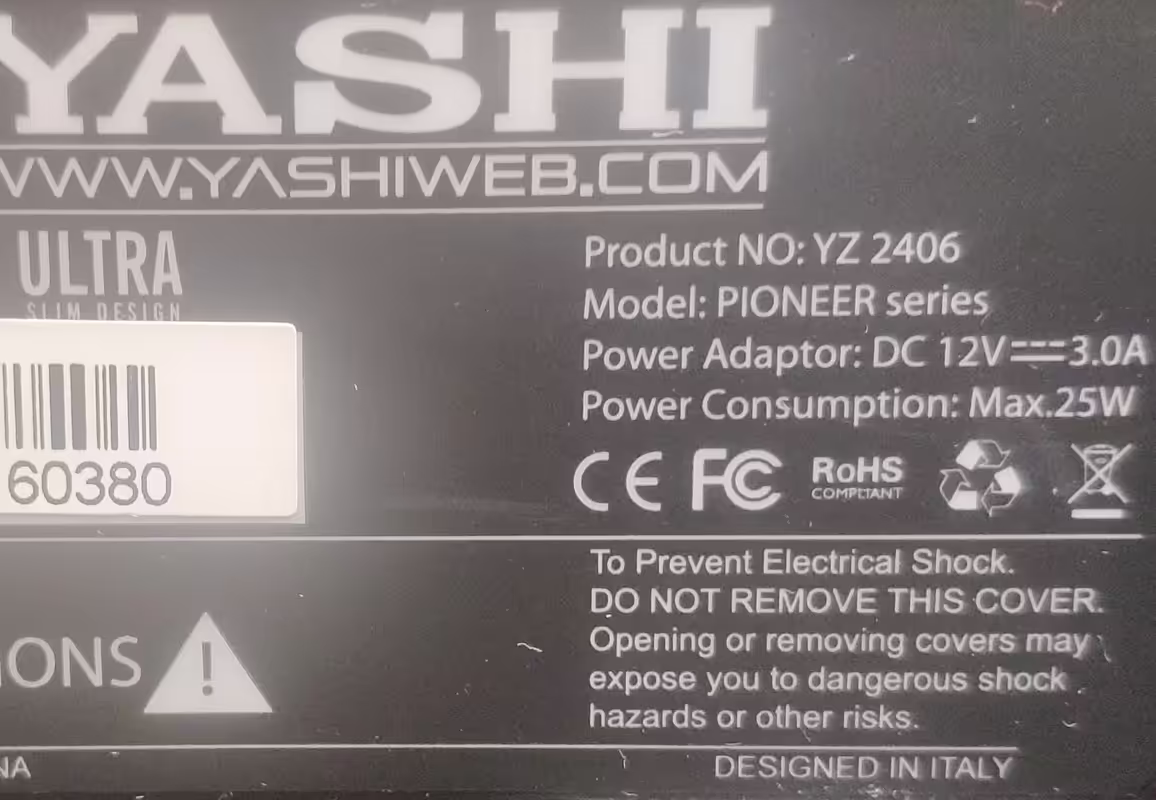 YASHI
WWW.YASHIWEB.COM
ULTRA
SLIM DESIGN
Product NO: YZ 2406
Model: PIONEER series
Power Adaptor: DC 12V⎓3.0A
Power Consumption: Max.25W
60380
CE FC RoHS
COMPLIANT
To Prevent Electrical Shock.
DO NOT REMOVE THIS COVER.
Opening or removing covers may
expose you to dangerous shock
hazards or other risks.
IONS
NA
DESIGNED IN ITALY